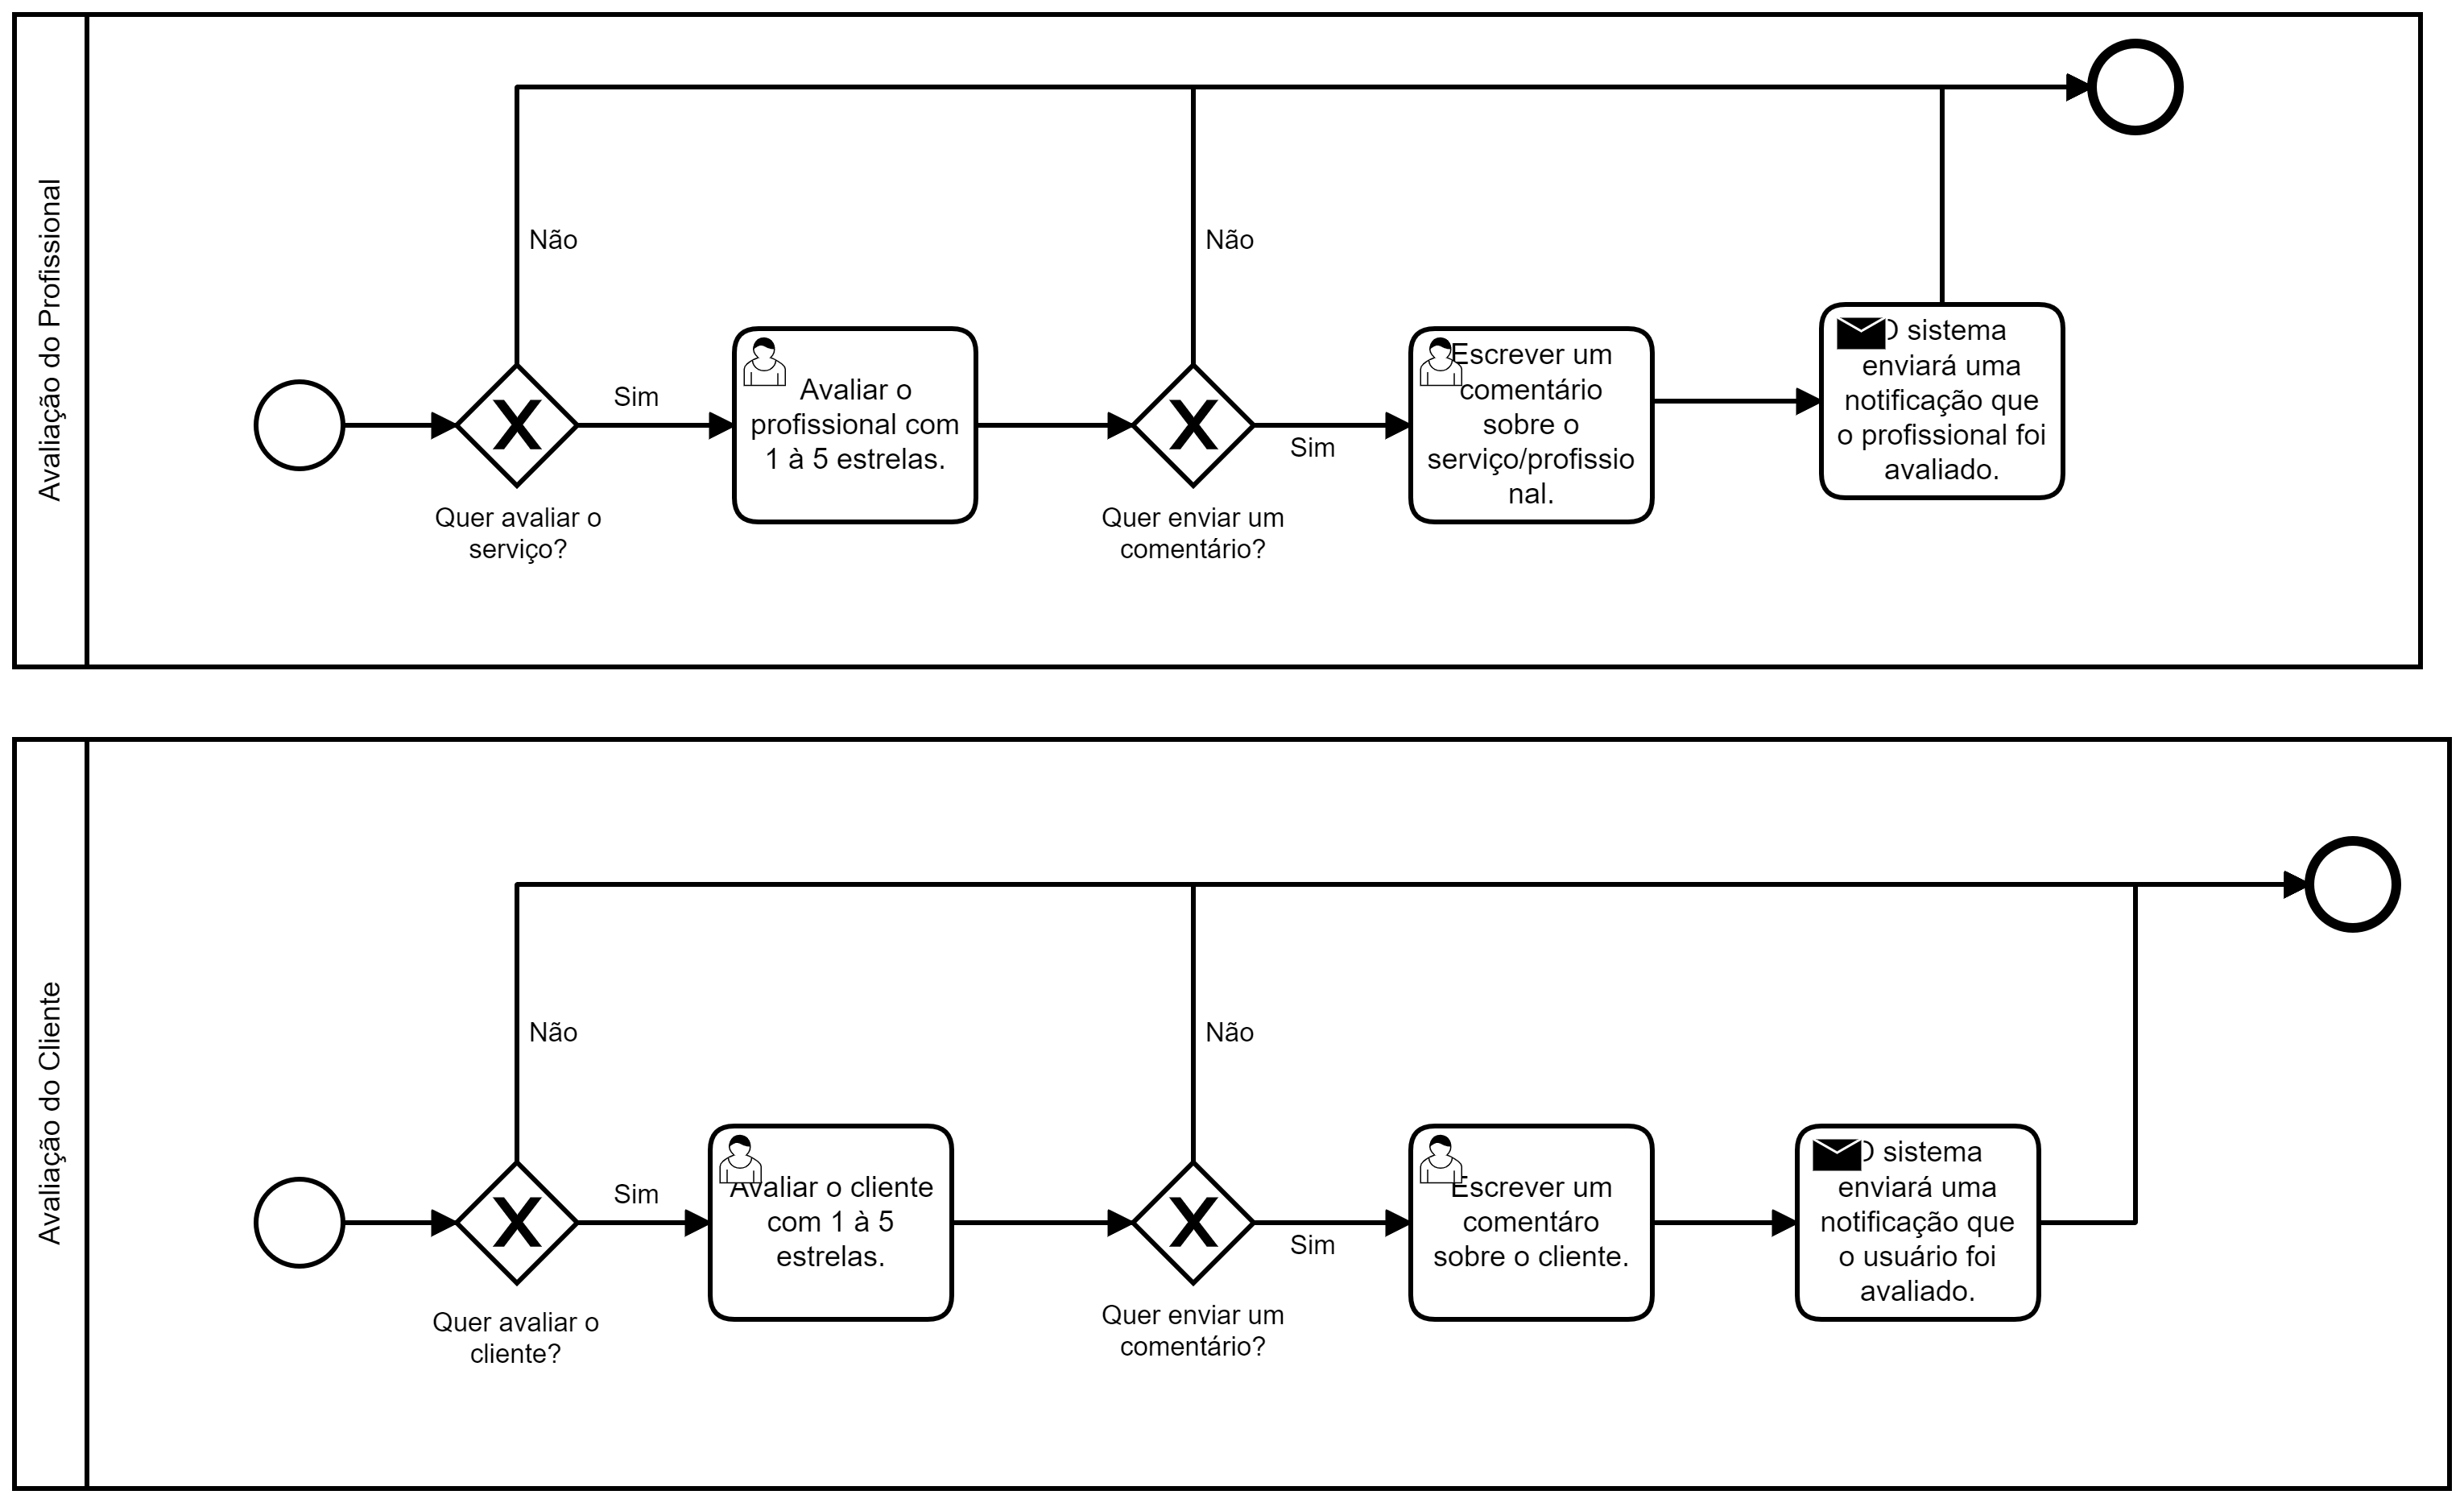 Avaliação do Profissional
Não
Não
Sim
Avaliar o
profissional com
1 à 5 estrelas.
Sim
Escrever um
comentário
sobre o
serviço/profissio
nal.
O sistema
enviará uma
notificação que
o profissional foi
avaliado.
Quer avaliar o
serviço?
Quer enviar um
comentário?
Avaliação do Cliente
Não
Não
Sim
Avaliar o cliente
com 1 à 5
estrelas.
Sim
Escrever um
comentáro
sobre o cliente.
O sistema
enviará uma
notificação que
o usuário foi
avaliado.
Quer avaliar o
cliente?
Quer enviar um
comentário?